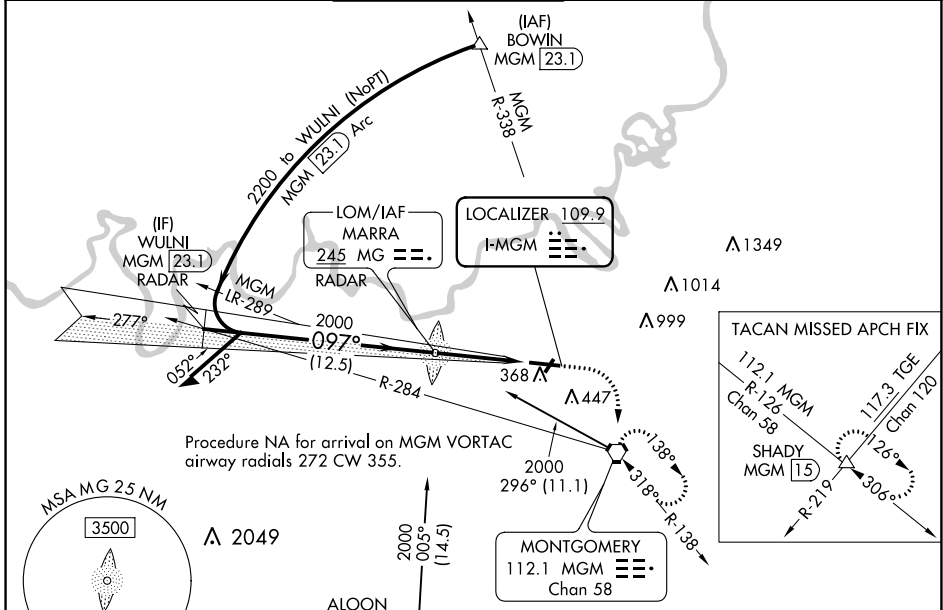 (IAF)
BOWIN
MGM 23.1
MGM
R-338
2200 to WULNI (NoPT)
MGM 23.1 Arc
(IF)
WULNI
MGM 23.1
RADAR
LOM/IAF
MARRA
245 MG
RADAR
LOCALIZER 109.9
I-MGM
1349
1014
999
MGM
LR-289
277°
2000
097°
(12.5)
052°
232°
R-284
368
447
TACAN MISSED APCH FIX
112.1 MGM
R-126
Chan 58
117.3 TGE
Chan 120
SHADY
MGM 15
126°
306°
R-219
Procedure NA for arrival on MGM VORTAC
airway radials 272 CW 355.
2000
296° (11.1)
138°
318°
R-138
MSA MG 25 NM
3500
2049
2000
005°
(14.5)
MONTGOMERY
112.1 MGM
Chan 58
ALOON